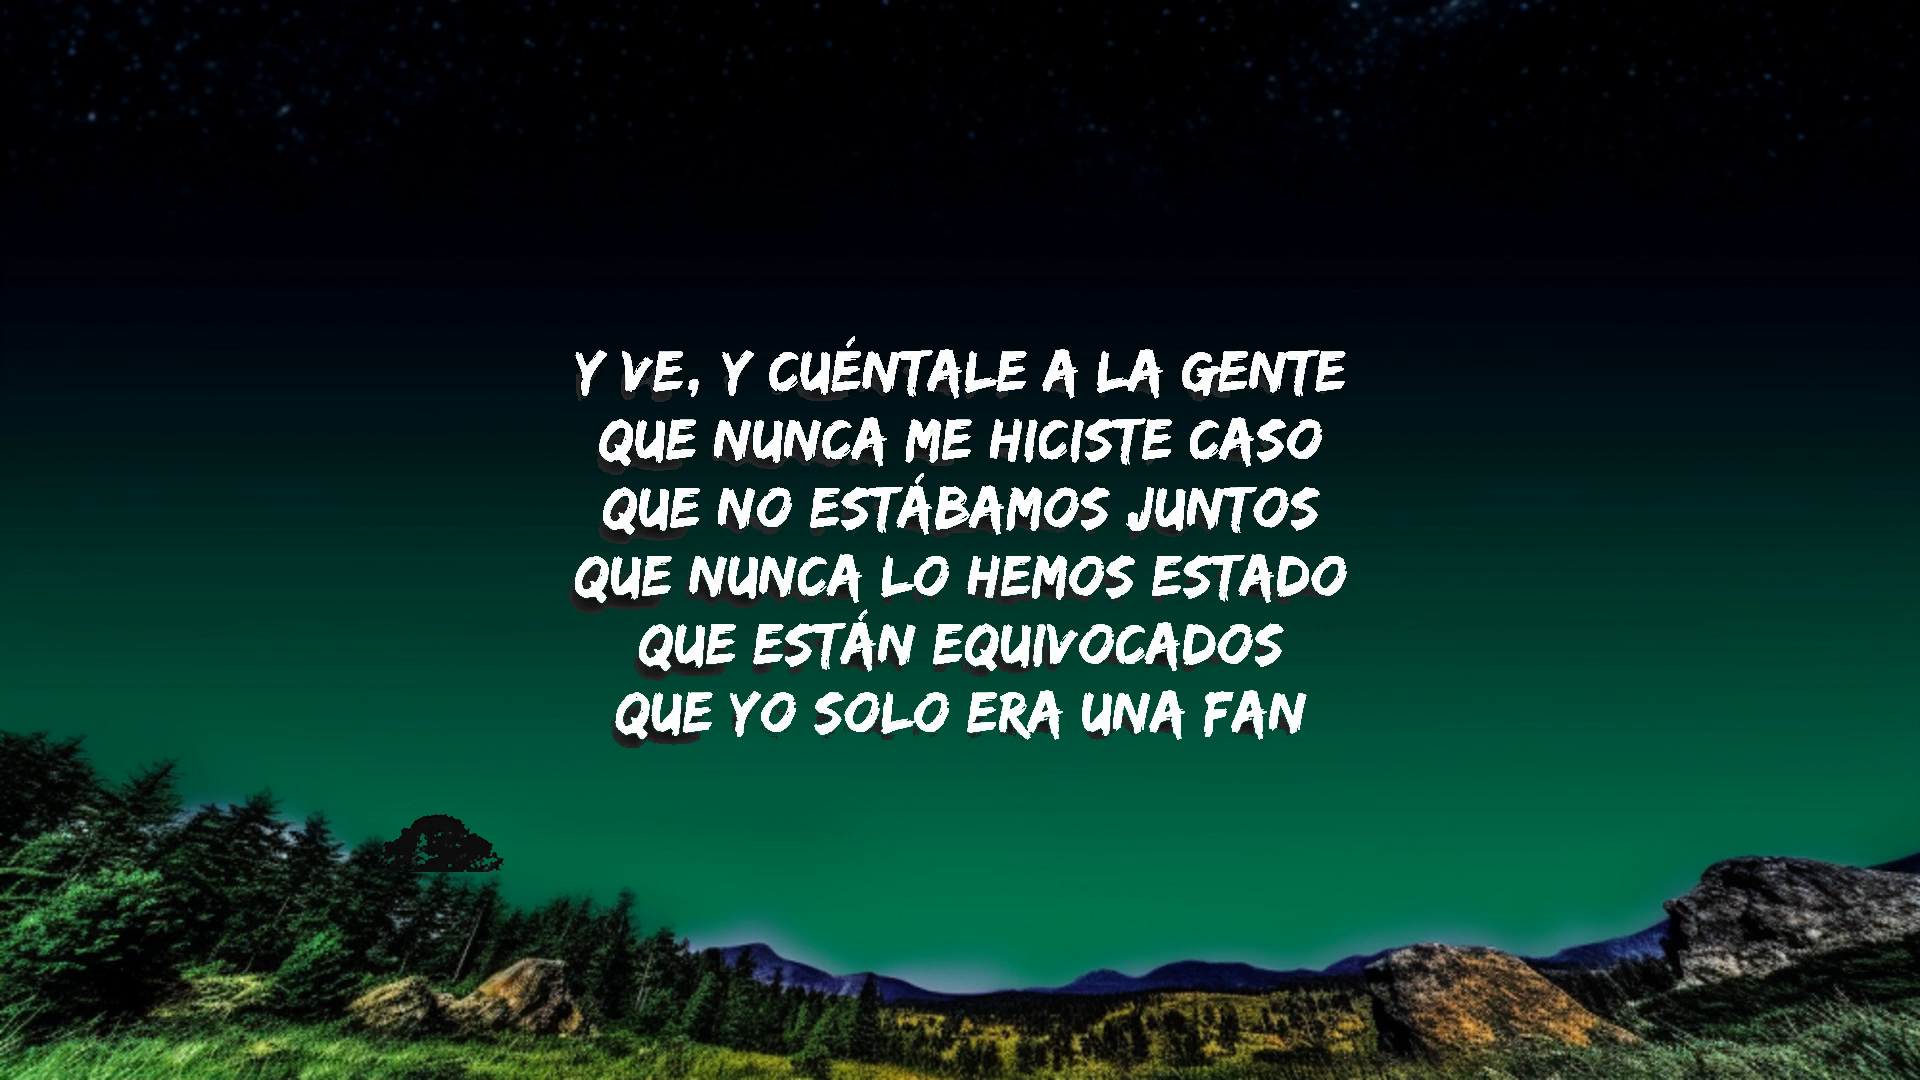 Y VE, Y CUÉNTALE A LA GENTE
QUE NUNCA ME HICISTE CASO
QUE NO ESTÁBAMOS JUNTOS
QUE NUNCA LO HEMOS ESTADO
QUE ESTÁN EQUIVOCADOS
QUE YO SOLO ERA UNA FAN